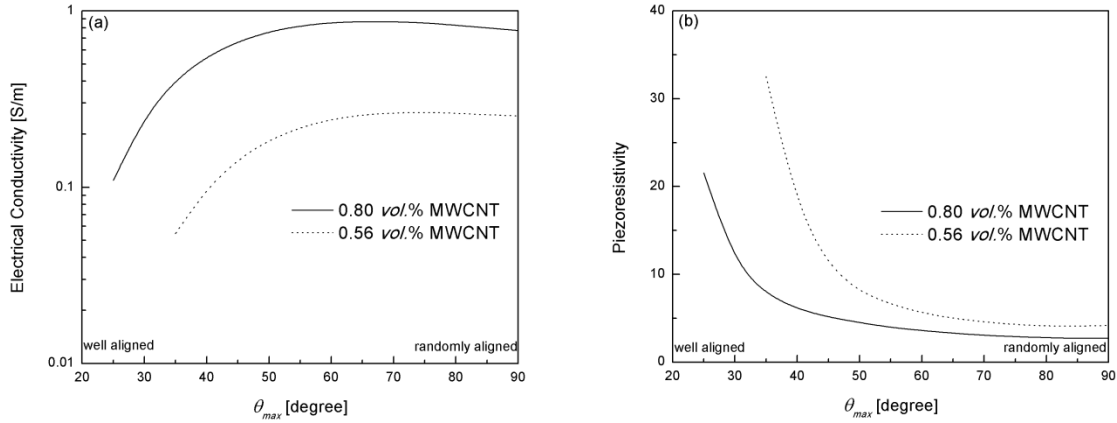 (a)
Electrical Conductivity [S/m]
1
0.1
0.01
0.80 vol.% MWCNT
0.56 vol.% MWCNT
well aligned
randomly aligned
20 30 40 50 60 70 80 90
θmax [degree]
(b)
Piezoresistivity
40
30
20
10
0
0.80 vol.% MWCNT
0.56 vol.% MWCNT
well aligned
randomly aligned
20 30 40 50 60 70 80 90
θmax [degree]